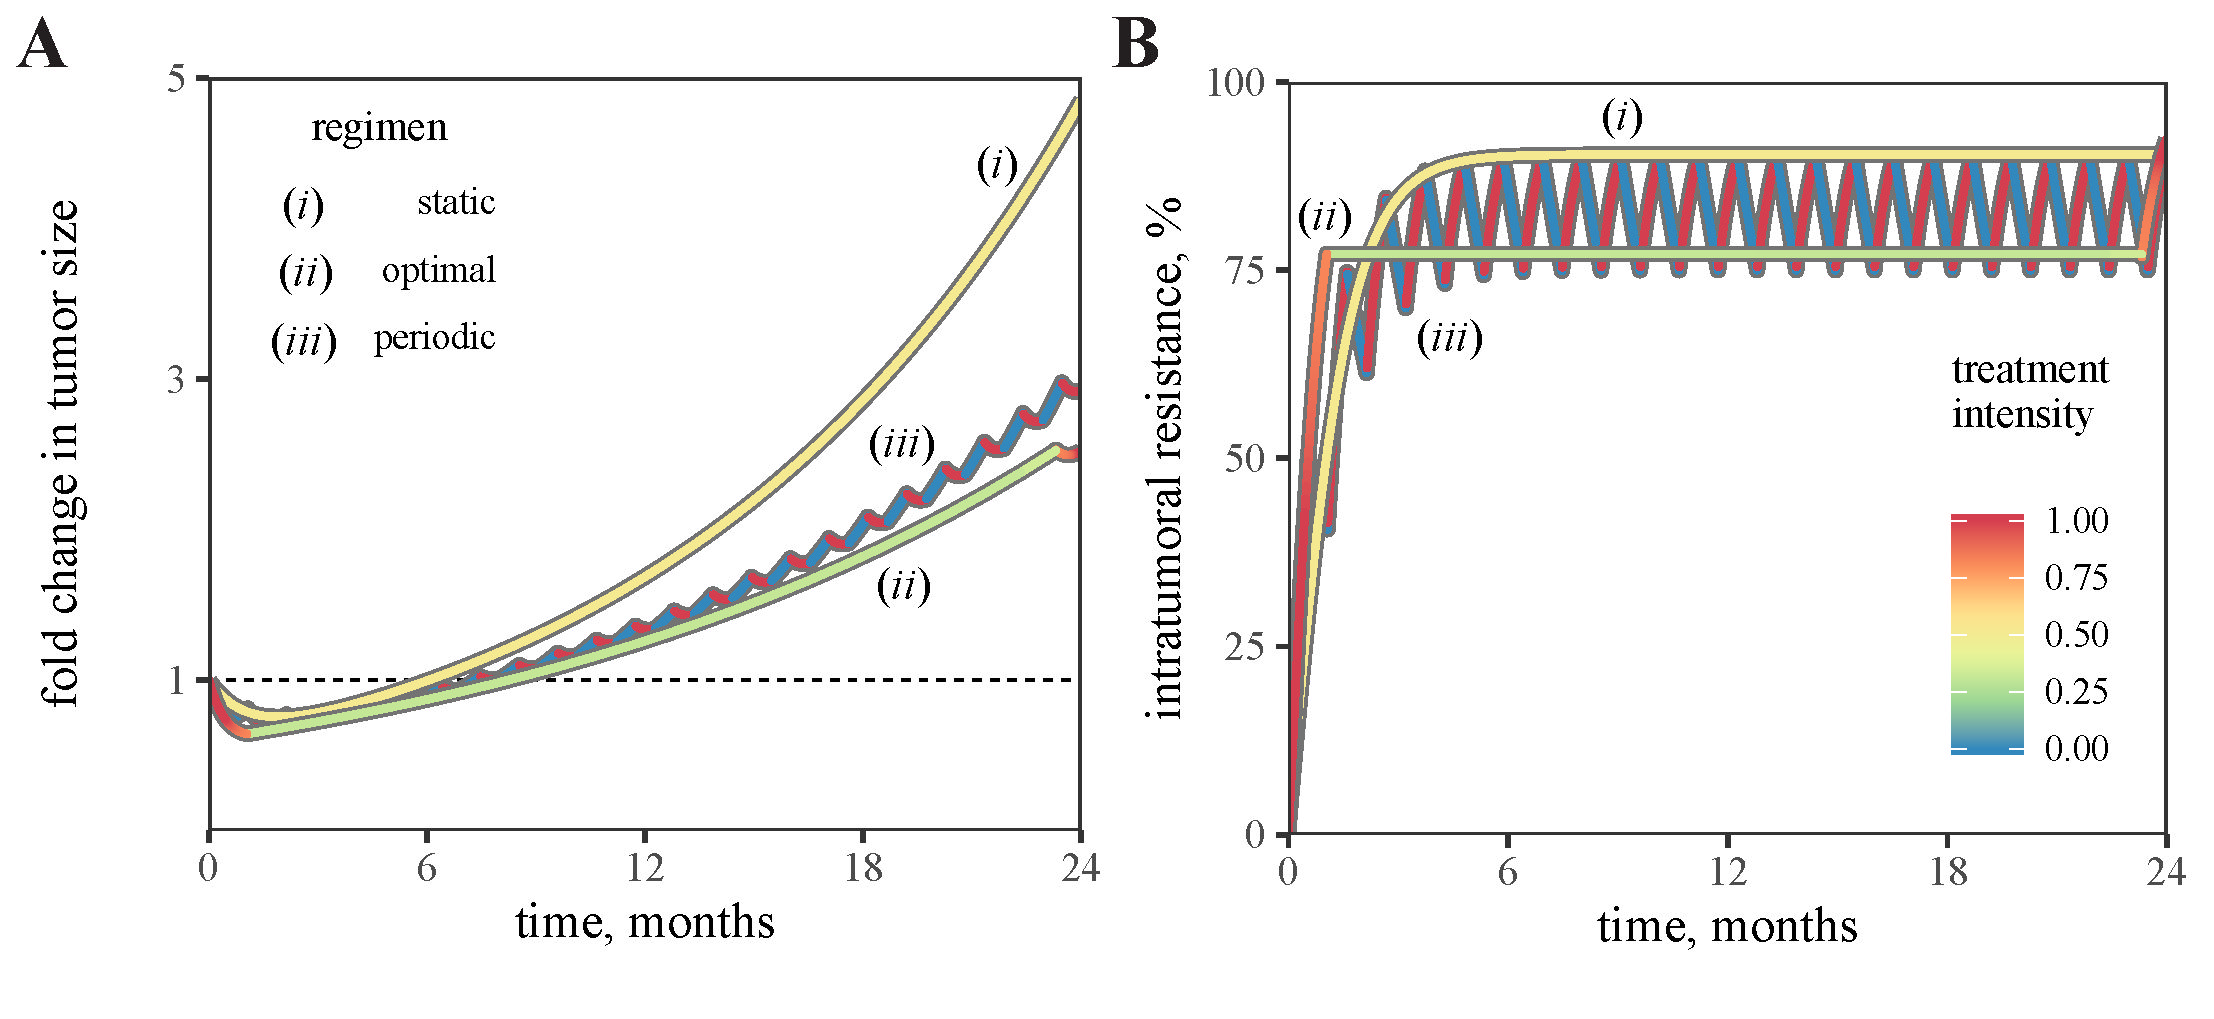 A
fold change in tumor size
5
3
1
regimen
(i) static
(ii) optimal
(iii) periodic
(i)
(iii)
(ii)
0 6 12 18 24
time, months
B
intratumoral resistance, %
100
75
50
25
0
(i)
(ii)
(iii)
treatment
intensity
1.00
0.75
0.50
0.25
0.00
0 6 12 18 24
time, months